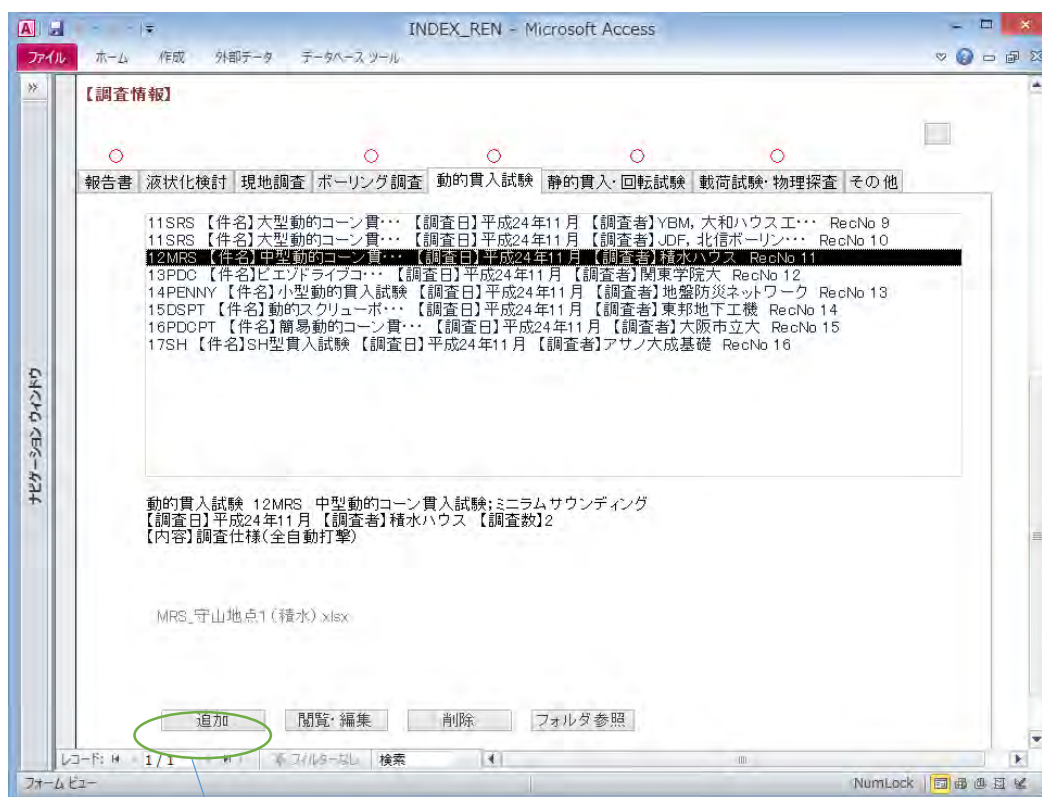 INDEX_REN - Microsoft Access
ファイル ホーム 作成 外部データ データベース ツール
【調査情報】
報告書 液状化検討 現地調査 ボーリング調査 動的貫入試験 静的貫入・回転試験 載荷試験・物理探査 その他
11SRS 【件名】大型動的コーン貫・・・ 【調査日】平成24年11月 【調査者】YBM, 大和ハウス工・・・ RecNo 9
11SRS 【件名】大型動的コーン貫・・・ 【調査日】平成24年11月 【調査者】JDF, 北信ボーリン・・・ RecNo 10
12MRS 【件名】中型動的コーン貫・・・ 【調査日】平成24年11月 【調査者】積水ハウス RecNo 11
13PDC 【件名】ピエゾドライブコ・・・ 【調査日】平成24年11月 【調査者】関東学院大 RecNo 12
14PENNY 【件名】小型動的貫入試験 【調査日】平成24年11月 【調査者】地盤防災ネットワーク RecNo 13
15DSPT 【件名】動的スクリューポ・・・ 【調査日】平成24年11月 【調査者】東邦地下工機 RecNo 14
16PDCPT 【件名】簡易動的コーン貫・・・ 【調査日】平成24年11月 【調査者】大阪市立大 RecNo 15
17SH 【件名】SH型貫入試験 【調査日】平成24年11月 【調査者】アサノ大成基礎 RecNo 16
ナビゲーション ウィンドウ
動的貫入試験 12MRS 中型動的コーン貫入試験;ミニラムサウンディング
【調査日】平成24年11月 【調査者】積水ハウス 【調査数】2
【内容】調査仕様(全自動打撃)
MRS_守山地点1(積水).xlsx
追加 閲覧・編集 削除 フォルダ参照
レコード: 1/1 フィルターなし 検索
フォーム ビュー NumLock